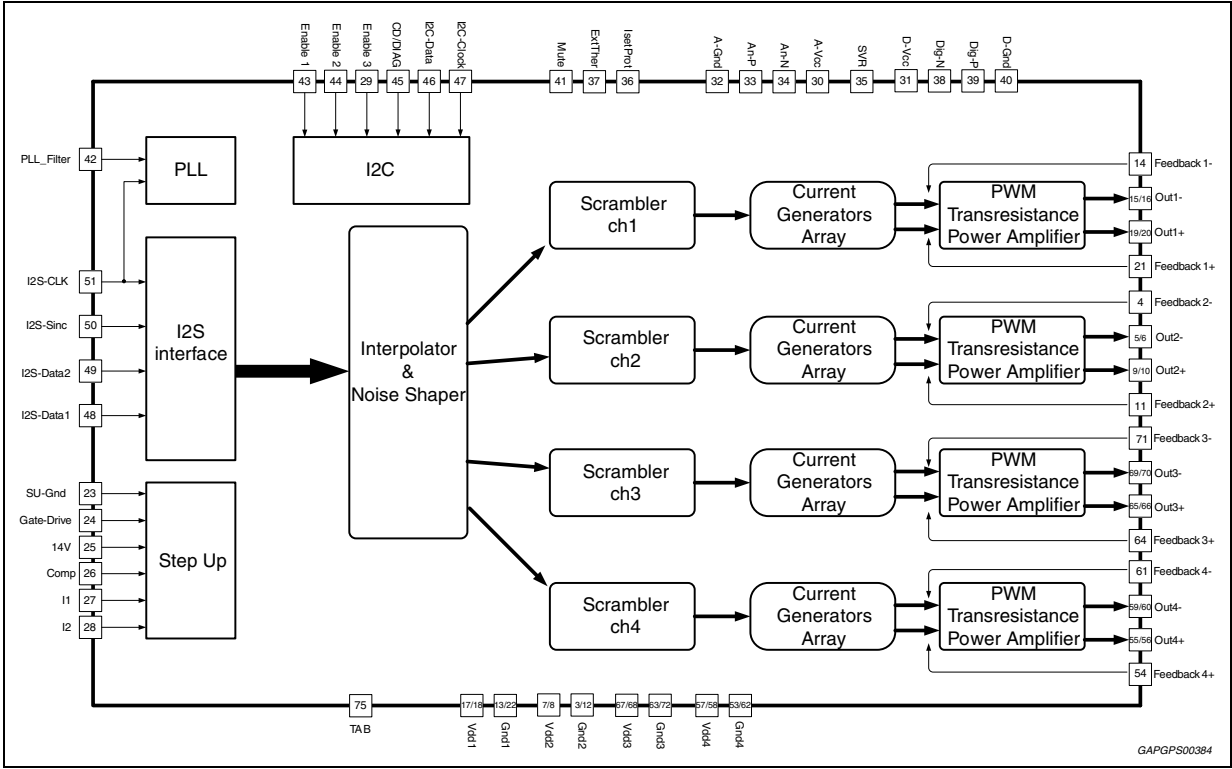 Enable 1
Enable 2
Enable 3
CD/DIAG
I2C-Data
I2C-Clock
Mute
ExtTher
IsetProt
A-Gnd
An-P
An-N
A-Vcc
SVR
D-Vcc
Dig-N
Dig-P
D-Gnd
43
44
29
45
46
47
41
37
36
32
33
34
30
35
31
38
39
40
PLL_Filter
42
PLL
I2C
I2S-CLK
51
I2S-Sinc
50
I2S-Data2
49
I2S-Data1
48
I2S
interface
SU-Gnd
23
Gate-Drive
24
14V
25
Comp
26
I1
27
I2
28
Step Up
Interpolator
&
Noise Shaper
Scrambler
ch1
Current
Generators
Array
PWM
Transresistance
Power Amplifier
14
Feedback 1-
15/16
Out1-
19/20
Out1+
21
Feedback 1+
Scrambler
ch2
Current
Generators
Array
PWM
Transresistance
Power Amplifier
4
Feedback 2-
5/6
Out2-
9/10
Out2+
11
Feedback 2+
Scrambler
ch3
Current
Generators
Array
PWM
Transresistance
Power Amplifier
71
Feedback 3-
69/70
Out3-
65/66
Out3+
64
Feedback 3+
Scrambler
ch4
Current
Generators
Array
PWM
Transresistance
Power Amplifier
61
Feedback 4-
59/60
Out4-
55/56
Out4+
54
Feedback 4+
75
17/18
13/22
7/8
3/12
67/68
63/72
57/58
53/62
TAB
Vdd1
Gnd1
Vdd2
Gnd2
Vdd3
Gnd3
Vdd4
Gnd4
GAPGPS00384